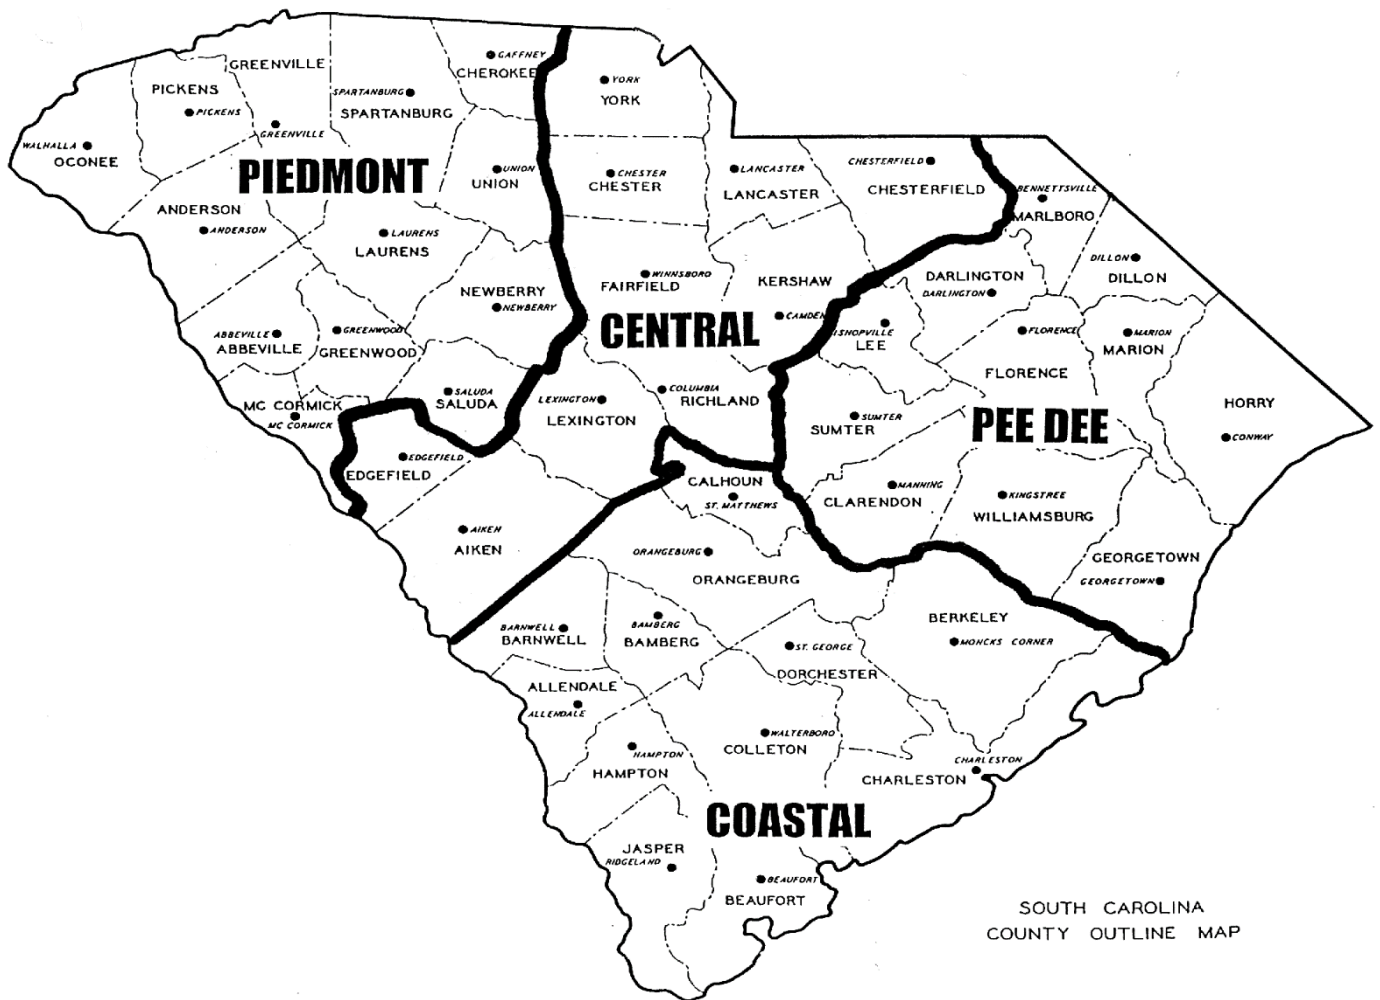 GAFFNEY
CHEROKEE
GREENVILLE
YORK
YORK
PICKENS
PICKENS
SPARTANBURG
SPARTANBURG
GREENVILLE
WALHALLA
OCONEE
PIEDMONT
UNION
UNION
CHESTER
CHESTER
LANCASTER
LANCASTER
CHESTERFIELD
CHESTERFIELD
BENNETTSVILLE
MARLBORO
ANDERSON
ANDERSON
LAURENS
LAURENS
NEWBERRY
NEWBERRY
WINNSBORO
FAIRFIELD
KERSHAW
CAMDEN
DARLINGTON
DARLINGTON
DILLON
DILLON
CENTRAL
ABBEVILLE
ABBEVILLE
GREENWOOD
GREENWOOD
ISHOPVILLE
LEE
FLORENCE
FLORENCE
MARION
MARION
SALUDA
SALUDA
MC CORMICK
MC CORMICK
LEXINGTON
LEXINGTON
COLUMBIA
RICHLAND
SUMTER
SUMTER
PEE DEE
HORRY
CONWAY
EDGEFIELD
EDGEFIELD
CALHOUN
ST. MATTHEWS
MANNING
CLARENDON
KINGSTREE
WILLIAMSBURG
AIKEN
AIKEN
ORANGEBURG
ORANGEBURG
GEORGETOWN
GEORGETOWN
BARNWELL
BARNWELL
BAMBERG
BAMBERG
BERKELEY
MONCKS CORNER
ST. GEORGE
DORCHESTER
ALLENDALE
ALLENDALE
WALTERBORO
COLLETON
HAMPTON
HAMPTON
CHARLESTON
CHARLESTON
COASTAL
JASPER
RIDGELAND
BEAUFORT
BEAUFORT
SOUTH CAROLINA
COUNTY OUTLINE MAP